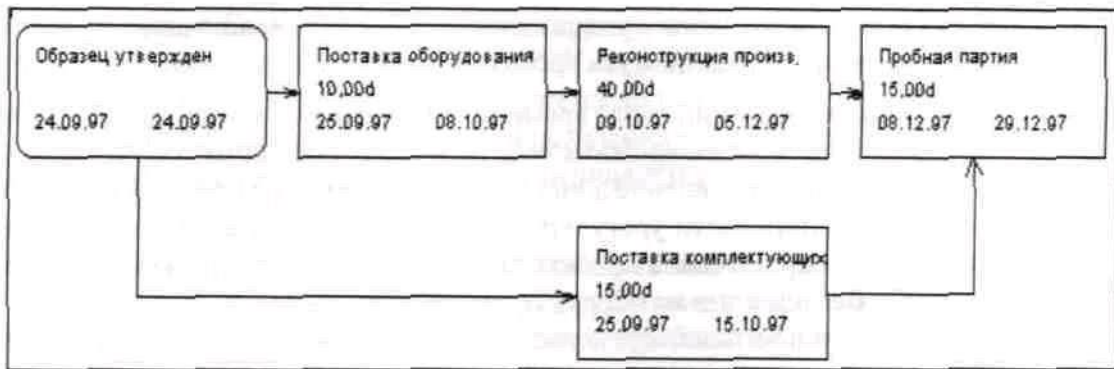 Образец утвержден
24.09.97 24.09.97
Поставка оборудования
10,00d
25.09.97 08.10.97
Реконструкция произв.
40,00d
09.10.97 05.12.97
Пробная партия
15,00d
08.12.97 29.12.97
Поставка комплектующих
15,00d
25.09.97 15.10.97